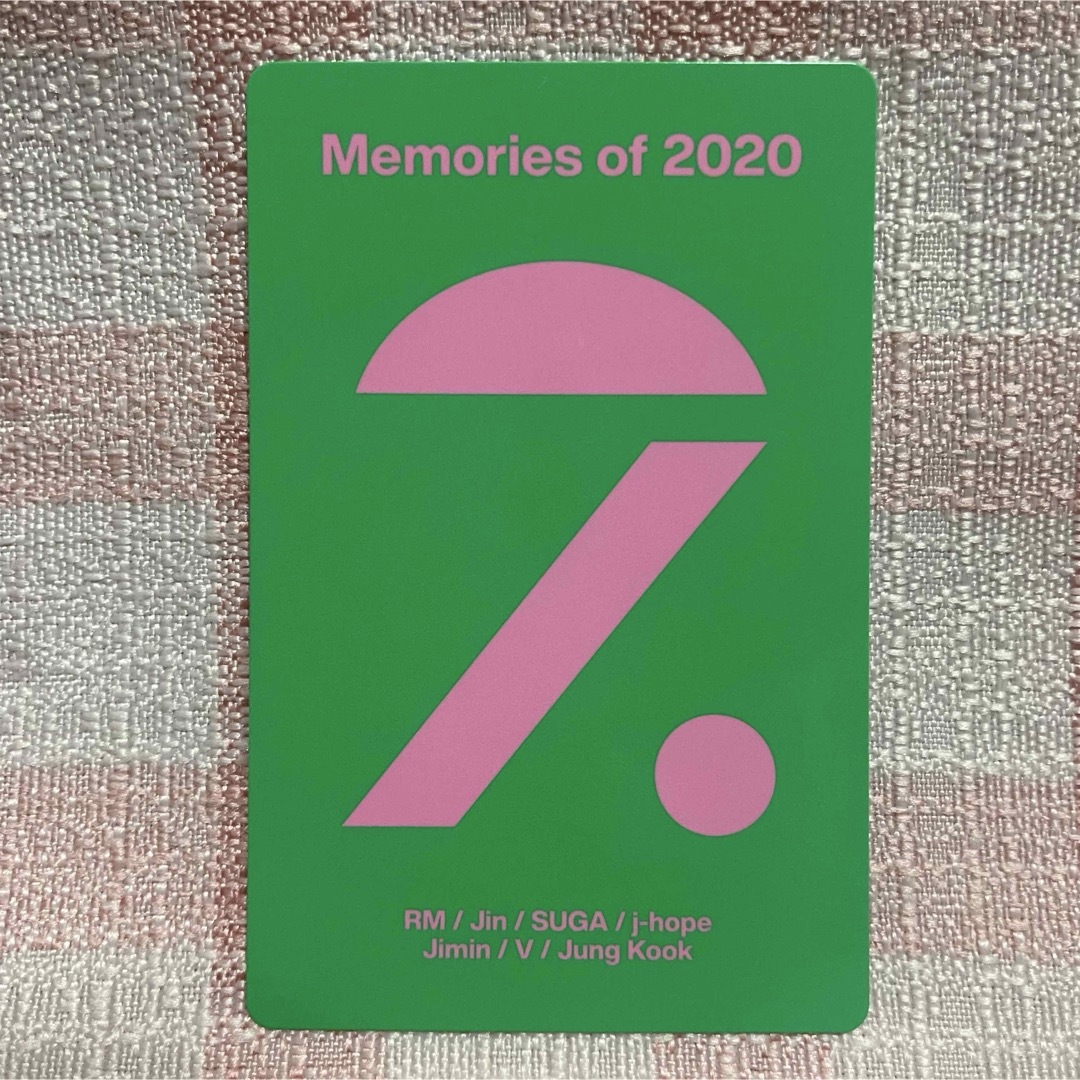 Memories of 2020
RM / Jin / SUGA / j-hope
Jimin / V / Jung Kook